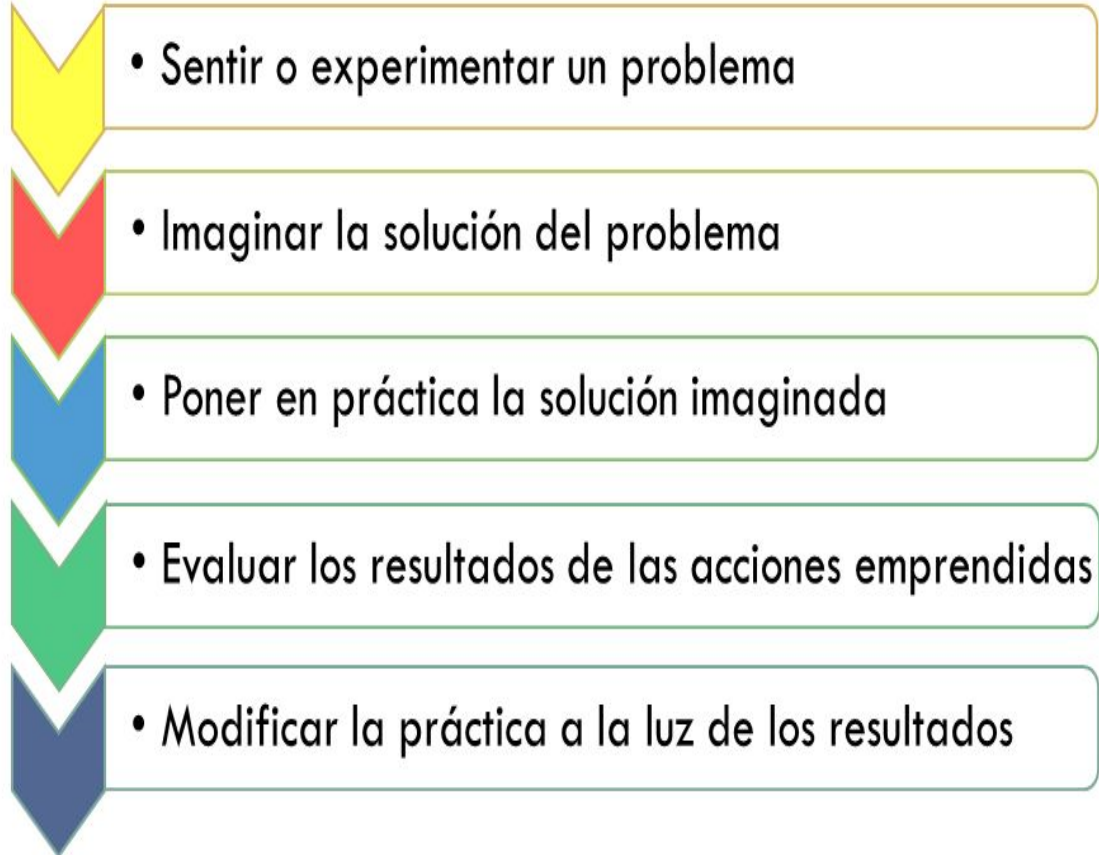 • Sentir o experimentar un problema
• Imaginar la solución del problema
• Poner en práctica la solución imaginada
• Evaluar los resultados de las acciones emprendidas
• Modificar la práctica a la luz de los resultados